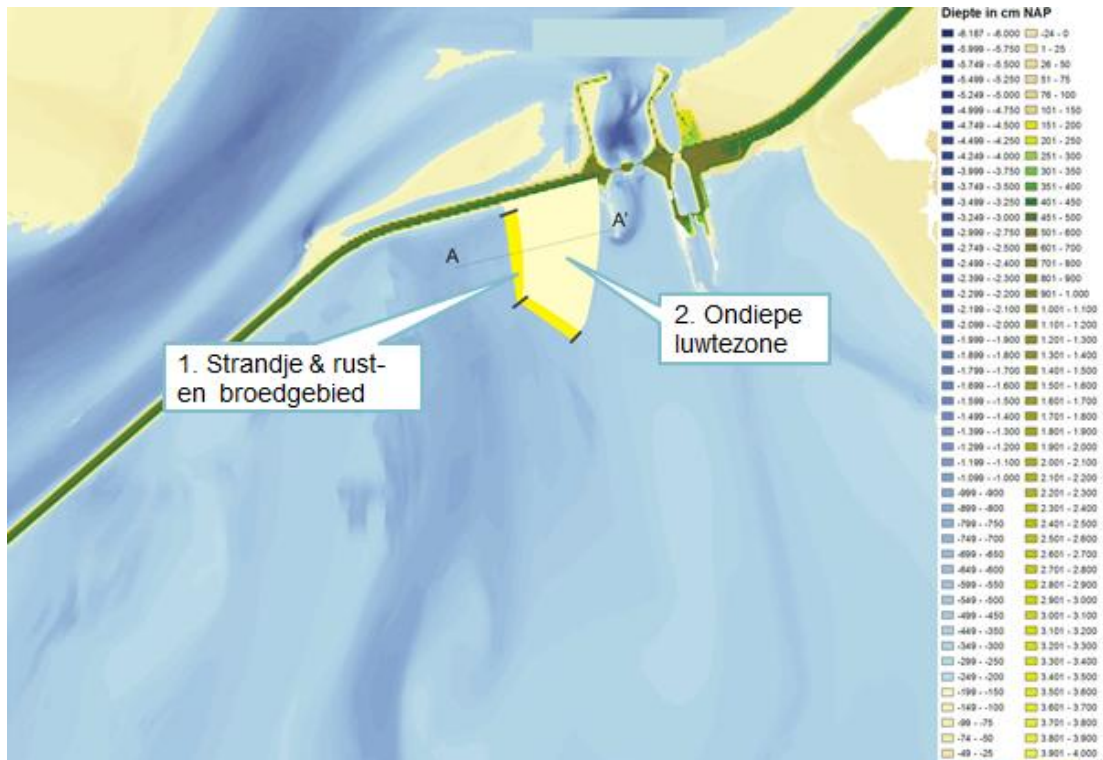 Diepte in cm NAP
-6.187 - -6.000 -24 - 0
-5.999 - -5.750 1 - 25
-5.749 - -5.500 26 - 50
-5.499 - -5.250 51 - 75
-5.249 - -5.000 76 - 100
-4.999 - -4.750 101 - 150
-4.749 - -4.500 151 - 200
-4.499 - -4.250 201 - 250
-4.249 - -4.000 251 - 300
-3.999 - -3.750 301 - 350
-3.749 - -3.500 351 - 400
-3.499 - -3.250 401 - 450
-3.249 - -3.000 451 - 500
-2.999 - -2.750 501 - 600
-2.749 - -2.500 601 - 700
-2.499 - -2.400 701 - 800
-2.399 - -2.300 801 - 900
-2.299 - -2.200 901 - 1.000
-2.199 - -2.100 1.001 - 1.100
-2.099 - -2.000 1.101 - 1.200
-1.999 - -1.900 1.201 - 1.300
-1.899 - -1.800 1.301 - 1.400
-1.799 - -1.700 1.401 - 1.500
-1.699 - -1.600 1.501 - 1.600
-1.599 - -1.500 1.601 - 1.700
-1.499 - -1.400 1.701 - 1.800
-1.399 - -1.300 1.801 - 1.900
-1.299 - -1.200 1.901 - 2.000
-1.199 - -1.100 2.001 - 2.100
-1.099 - -1.000 2.101 - 2.200
-999 - -900 2.201 - 2.300
-899 - -800 2.301 - 2.400
-799 - -750 2.401 - 2.500
-749 - -700 2.501 - 2.600
-699 - -650 2.601 - 2.700
-649 - -600 2.701 - 2.800
-599 - -550 2.801 - 2.900
-549 - -500 2.901 - 3.000
-499 - -450 3.001 - 3.100
-449 - -350 3.101 - 3.200
-349 - -300 3.201 - 3.300
-299 - -250 3.301 - 3.400
-249 - -200 3.401 - 3.500
-199 - -150 3.501 - 3.600
-149 - -100 3.601 - 3.700
-99 - -75 3.701 - 3.800
-74 - -50 3.801 - 3.900
-49 - -25 3.901 - 4.000
A'
A
2. Ondiepe
luwtezone
1. Strandje & rust-
en broedgebied